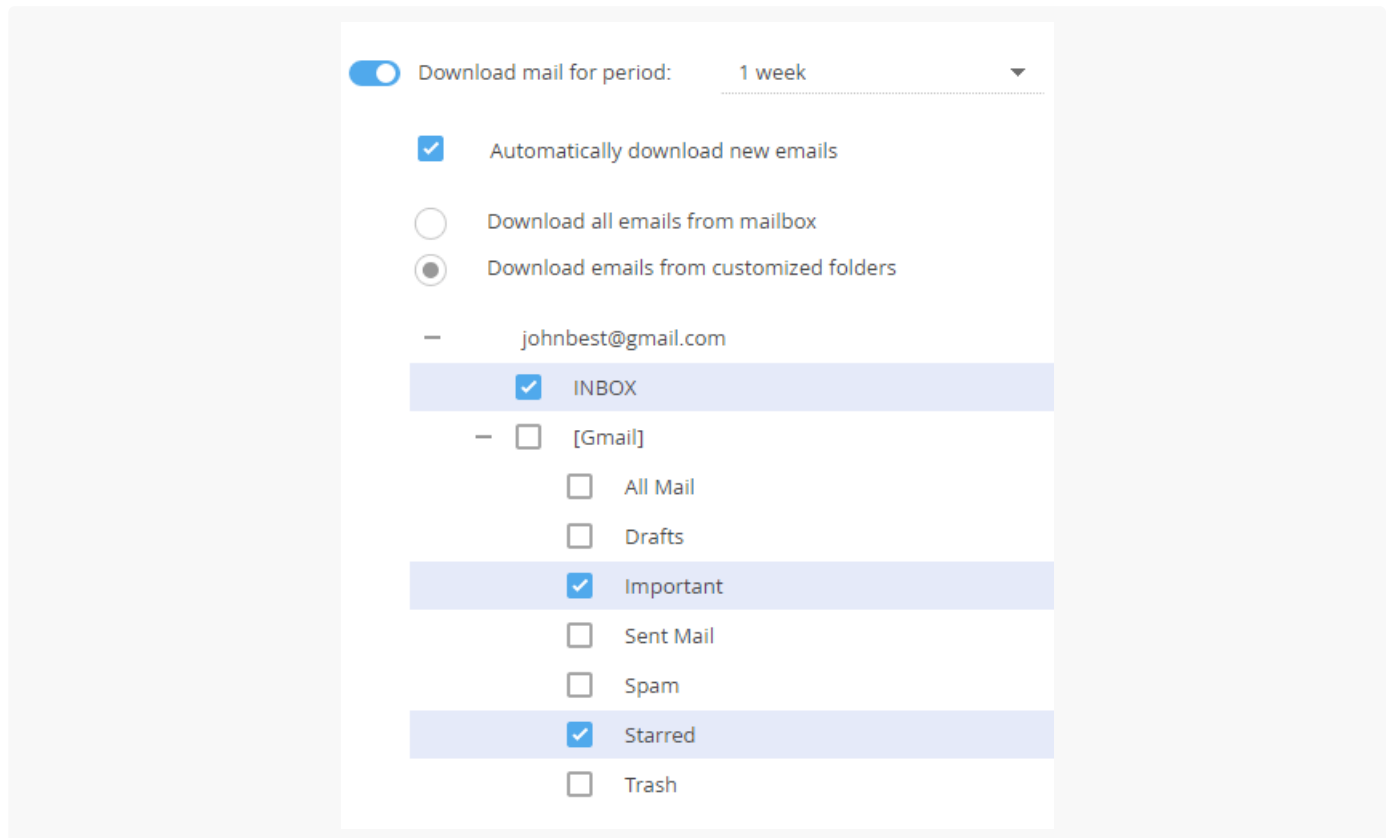 Download mail for period: 1 week
Automatically download new emails
Download all emails from mailbox
Download emails from customized folders
johnbest@gmail.com
INBOX
[Gmail]
All Mail
Drafts
Important
Sent Mail
Spam
Starred
Trash